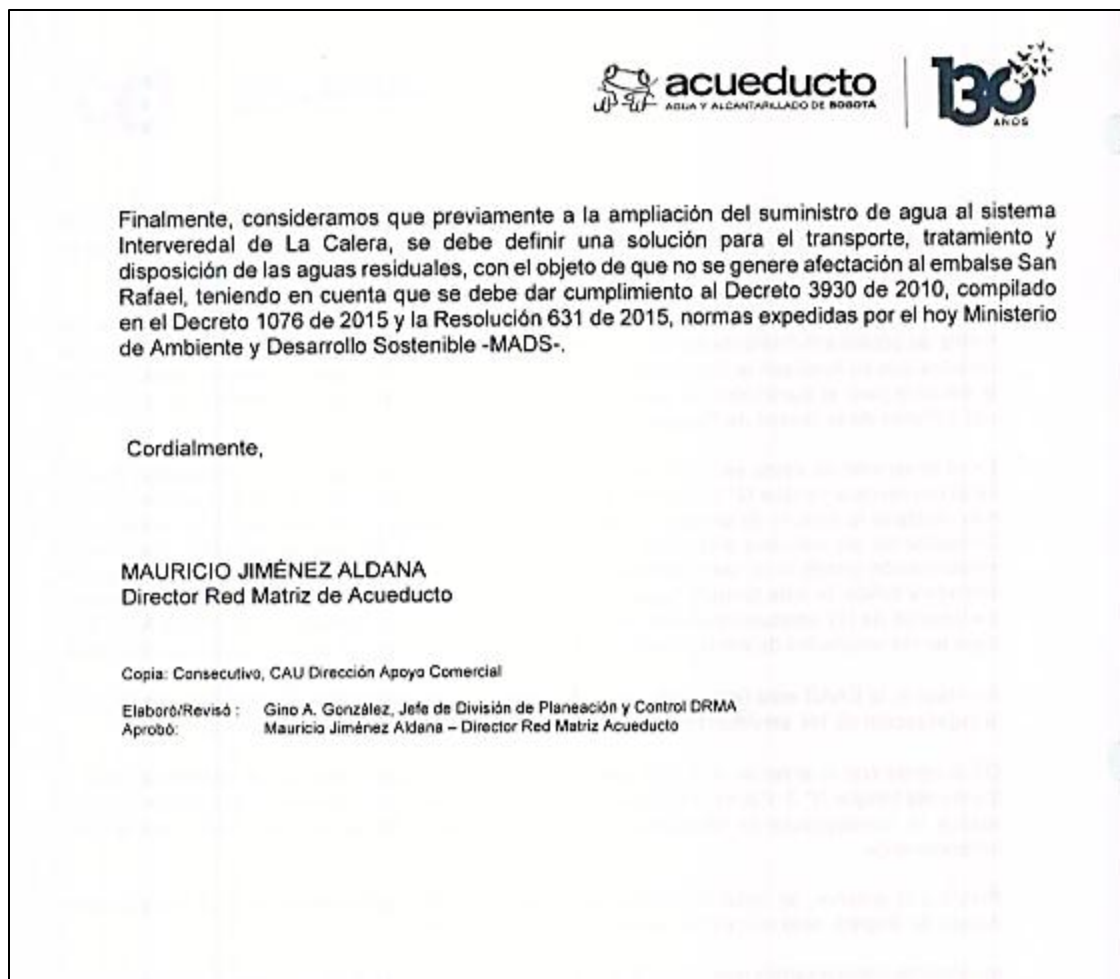 acueducto
AGUA Y ALCANTARILLADO DE BOGOTÁ
130
AÑOS
Finalmente, consideramos que previamente a la ampliación del suministro de agua al sistema
Interveredal de La Calera, se debe definir una solución para el transporte, tratamiento y
disposición de las aguas residuales, con el objeto de que no se genere afectación al embalse San
Rafael, teniendo en cuenta que se debe dar cumplimiento al Decreto 3930 de 2010, compilado
en el Decreto 1076 de 2015 y la Resolución 631 de 2015, normas expedidas por el hoy Ministerio
de Ambiente y Desarrollo Sostenible -MADS-.
Cordialmente,
MAURICIO JIMÉNEZ ALDANA
Director Red Matriz de Acueducto
Copia: Consecutivo, CAU Dirección Apoyo Comercial
Elaboró/Revisó : Gino A. González, Jefe de División de Planeación y Control DRMA
Aprobó: Mauricio Jiménez Aldana – Director Red Matriz Acueducto